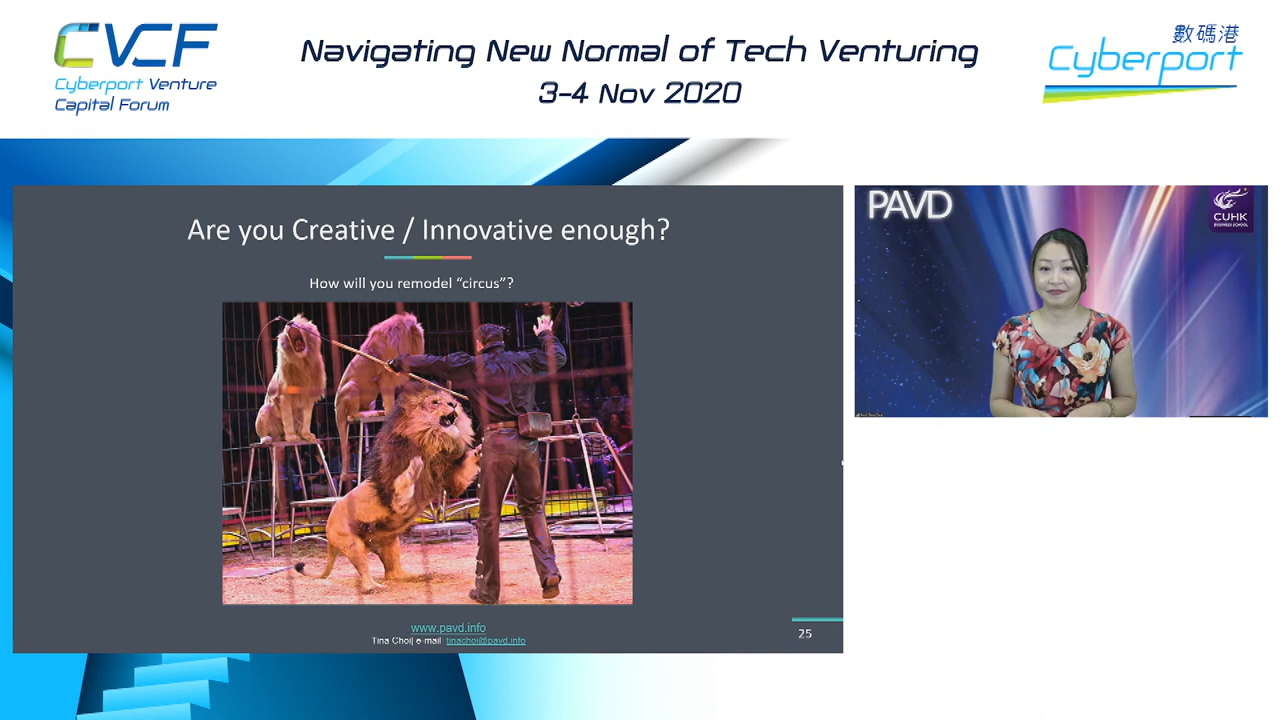 CVCF
Cyberport Venture
Capital Forum
Navigating New Normal of Tech Venturing
3-4 Nov 2020
數碼港
Cyberport
Are you Creative / Innovative enough?
How will you remodel “circus”?
www.pavd.info
Tina Choi| e-mail tinachoi@pavd.info
25
PAVD
CUHK
BUSINESS SCHOOL